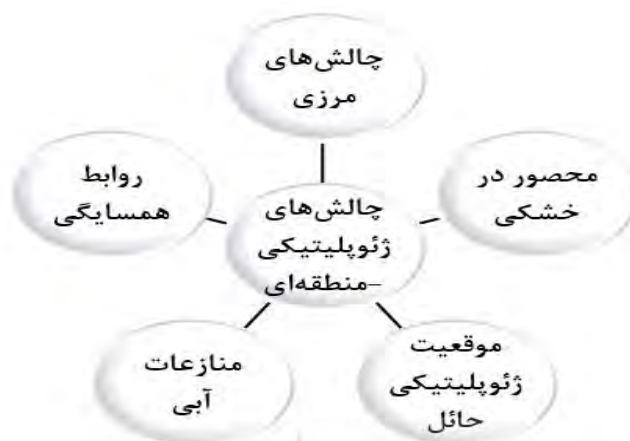 چالش‌های
مرزی
محصور در
خشکی
روابط
همسایگی
چالش‌های
ژئوپلیتیکی
–منطقه‌ای
موقعیت
ژئوپلیتیکی
حائل
منازعات
آبی